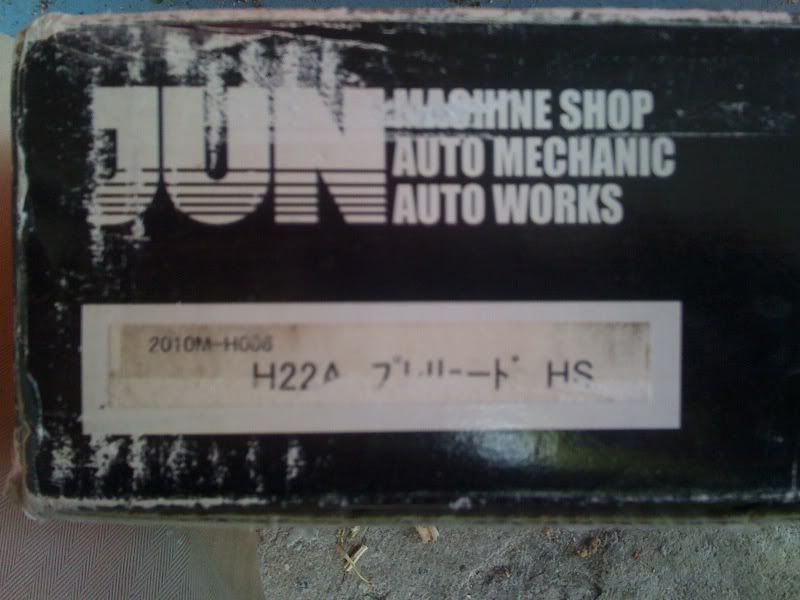 JUN
MACHINE SHOP
AUTO MECHANIC
AUTO WORKS
2010M-H006
H22A プレリュード HS